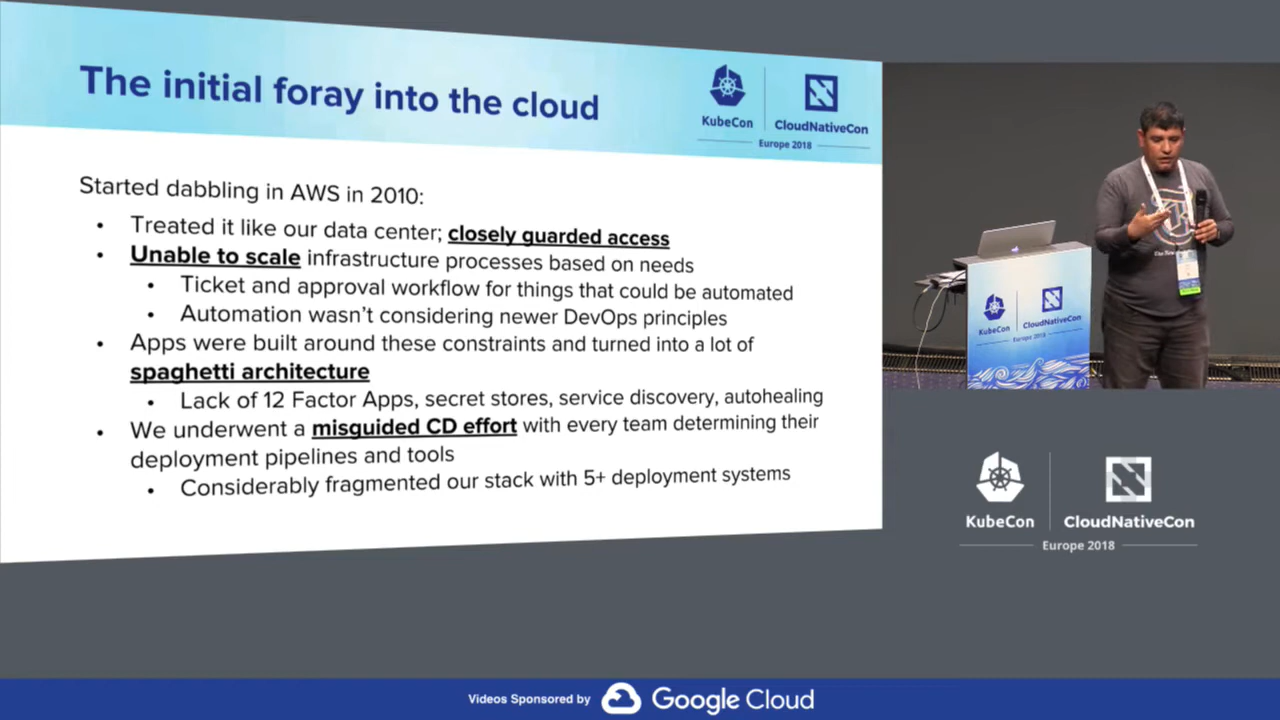 The initial foray into the cloud
KubeCon
CloudNativeCon
Europe 2018
Started dabbling in AWS in 2010:
• Treated it like our data center; closely guarded access
• Unable to scale infrastructure processes based on needs
• Ticket and approval workflow for things that could be automated
• Automation wasn't considering newer DevOps principles
• Apps were built around these constraints and turned into a lot of
spaghetti architecture
• Lack of 12 Factor Apps, secret stores, service discovery, autohealing
• We underwent a misguided CD effort with every team determining their
deployment pipelines and tools
• Considerably fragmented our stack with 5+ deployment systems
KubeCon
CloudNativeCon
Europe 2018
KubeCon
CloudNativeCon
Europe 2018
Videos Sponsored by
Google Cloud